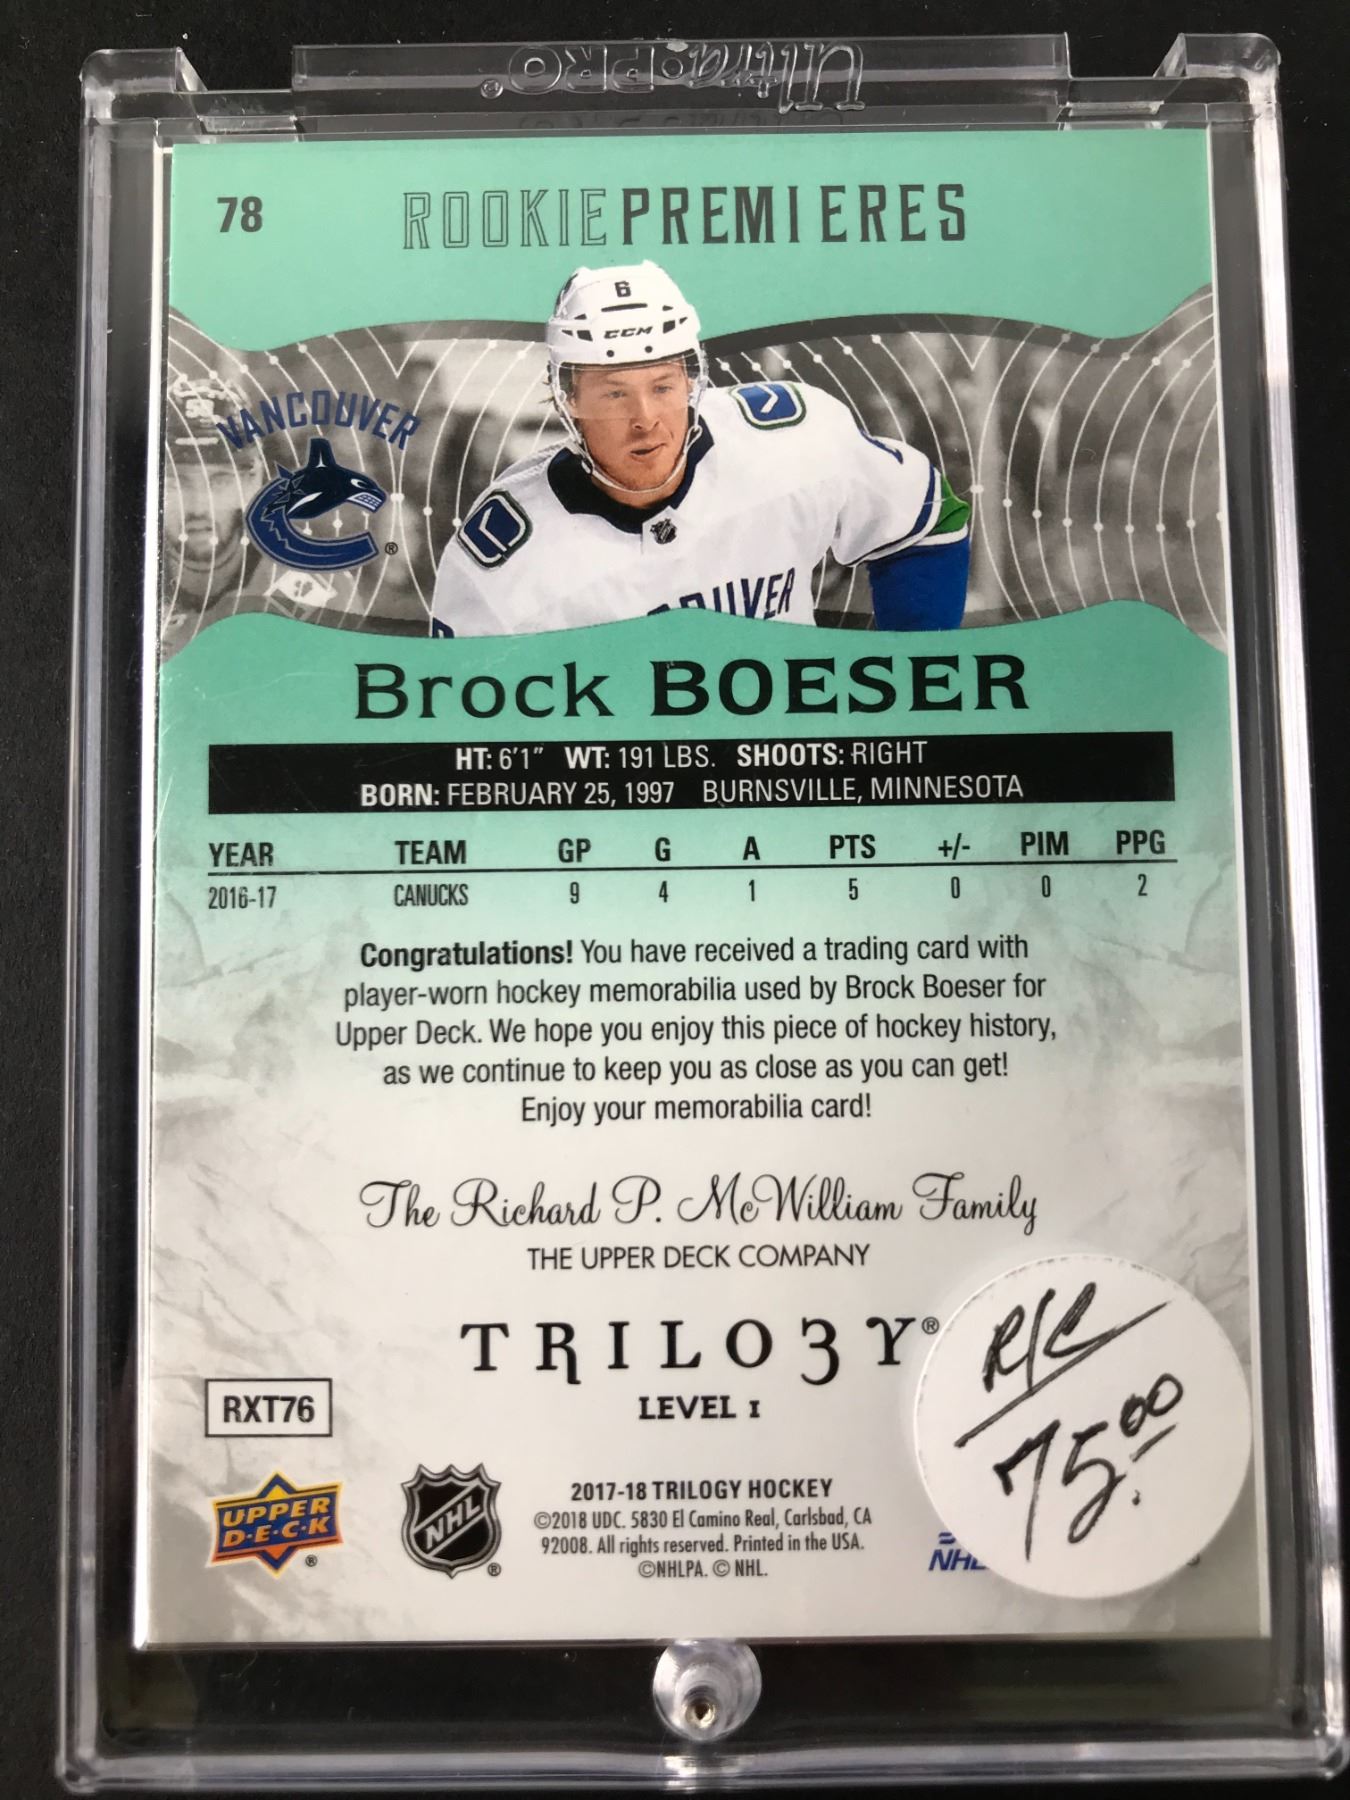 Ultra•PRO®
78
ROOKIE PREMIERES
6
CCM
VANCOUVER
®
Brock BOESER
HT: 6'1" WT: 191 LBS. SHOOTS: RIGHT
BORN: FEBRUARY 25, 1997 BURNSVILLE, MINNESOTA
YEAR TEAM GP G A PTS +/- PIM PPG
2016-17 CANUCKS 9 4 1 5 0 0 2
Congratulations! You have received a trading card with
player-worn hockey memorabilia used by Brock Boeser for
Upper Deck. We hope you enjoy this piece of hockey history,
as we continue to keep you as close as you can get!
Enjoy your memorabilia card!
The Richard P. McWilliam Family
THE UPPER DECK COMPANY
TRILO3Y®
LEVEL 1
RXT76
R/C
75.00
UPPER
D•E•C•K
®
NHL
®
2017-18 TRILOGY HOCKEY
©2018 UDC. 5830 El Camino Real, Carlsbad, CA
92008. All rights reserved. Printed in the USA.
©NHLPA. © NHL.